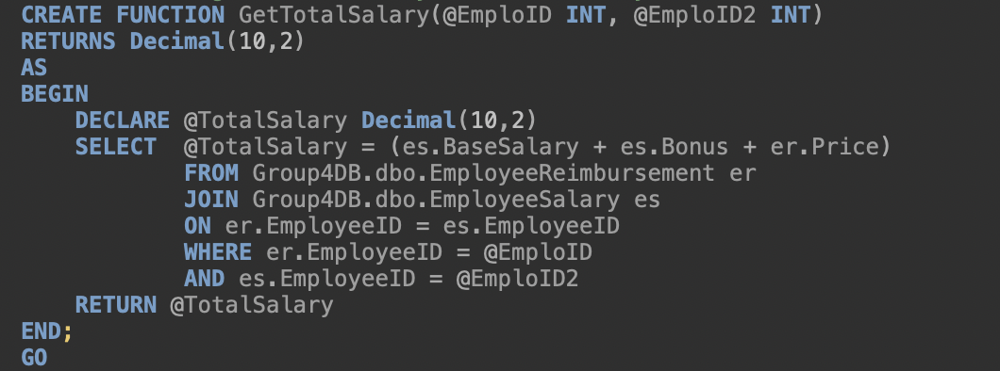 CREATE FUNCTION GetTotalSalary(@EmploID INT, @EmploID2 INT)
RETURNS Decimal(10,2)
AS
BEGIN
    DECLARE @TotalSalary Decimal(10,2)
    SELECT  @TotalSalary = (es.BaseSalary + es.Bonus + er.Price)
            FROM Group4DB.dbo.EmployeeReimbursement er
            JOIN Group4DB.dbo.EmployeeSalary es
            ON er.EmployeeID = es.EmployeeID
            WHERE er.EmployeeID = @EmploID
            AND es.EmployeeID = @EmploID2
    RETURN @TotalSalary
END;
GO